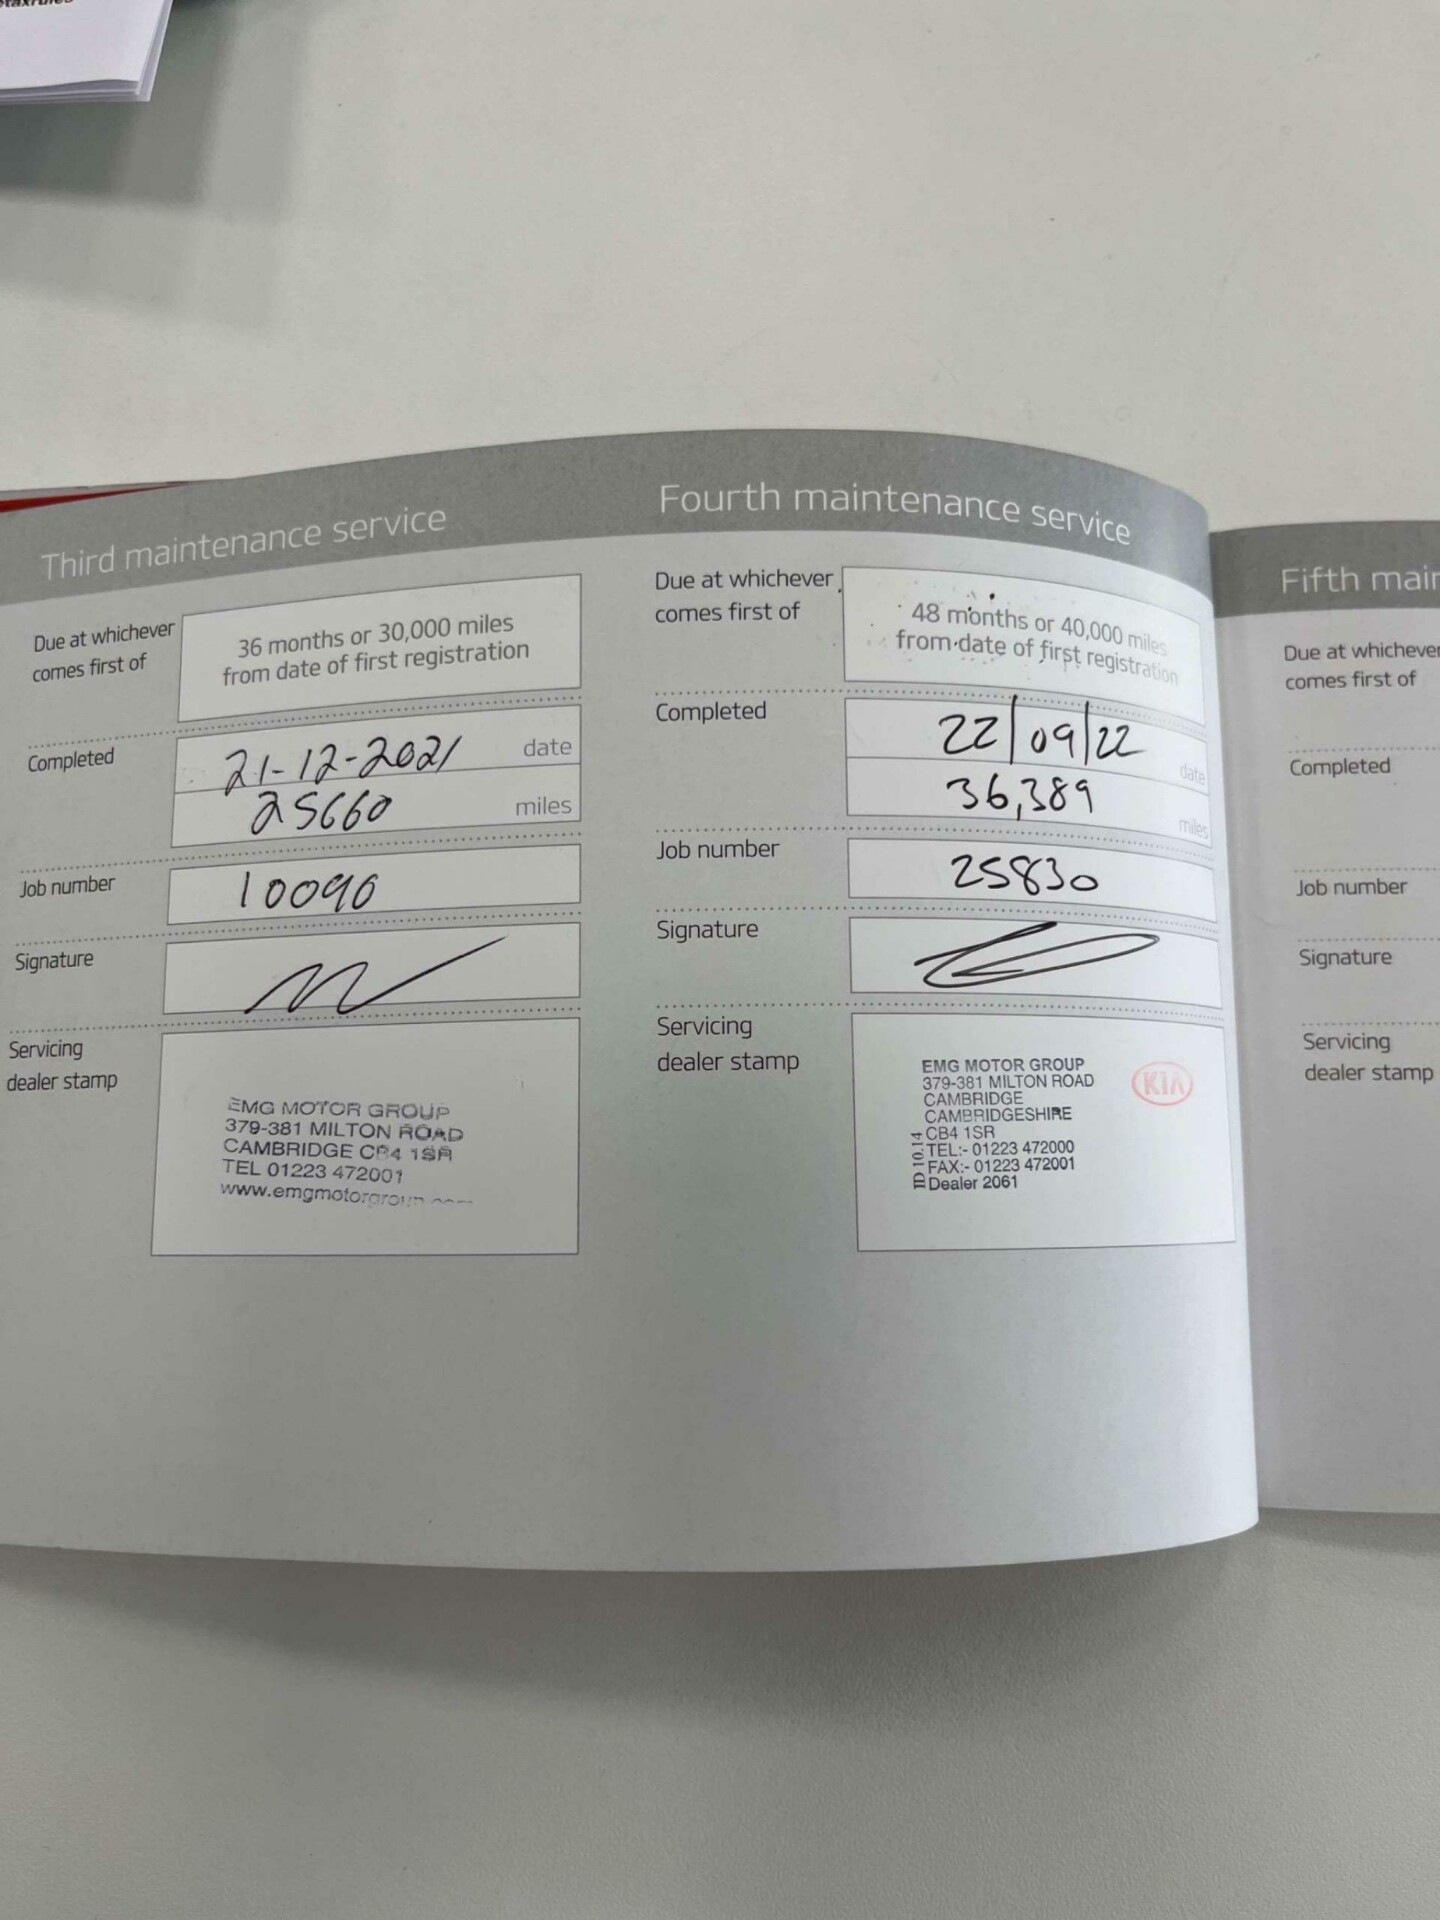 Third maintenance service
Due at whichever
comes first of
36 months or 30,000 miles
from date of first registration
Completed
21-12-2021 date
25660 miles
Job number
10090
Signature
Servicing
dealer stamp
EMG MOTOR GROUP
379-381 MILTON ROAD
CAMBRIDGE CB4 1SR
TEL 01223 472001
www.emgmotorgroup.com
Fourth maintenance service
Due at whichever
comes first of
48 months or 40,000 miles
from date of first registration
Completed
22/09/22 date
36,389 miles
Job number
25830
Signature
Servicing
dealer stamp
EMG MOTOR GROUP
379-381 MILTON ROAD
CAMBRIDGE
CAMBRIDGESHIRE
CB4 1SR
TEL:- 01223 472000
FAX:- 01223 472001
Dealer 2061
ID 10.14
KIA
Fifth
Due at whichever
comes first of
Completed
Job number
Signature
Servicing
dealer stamp